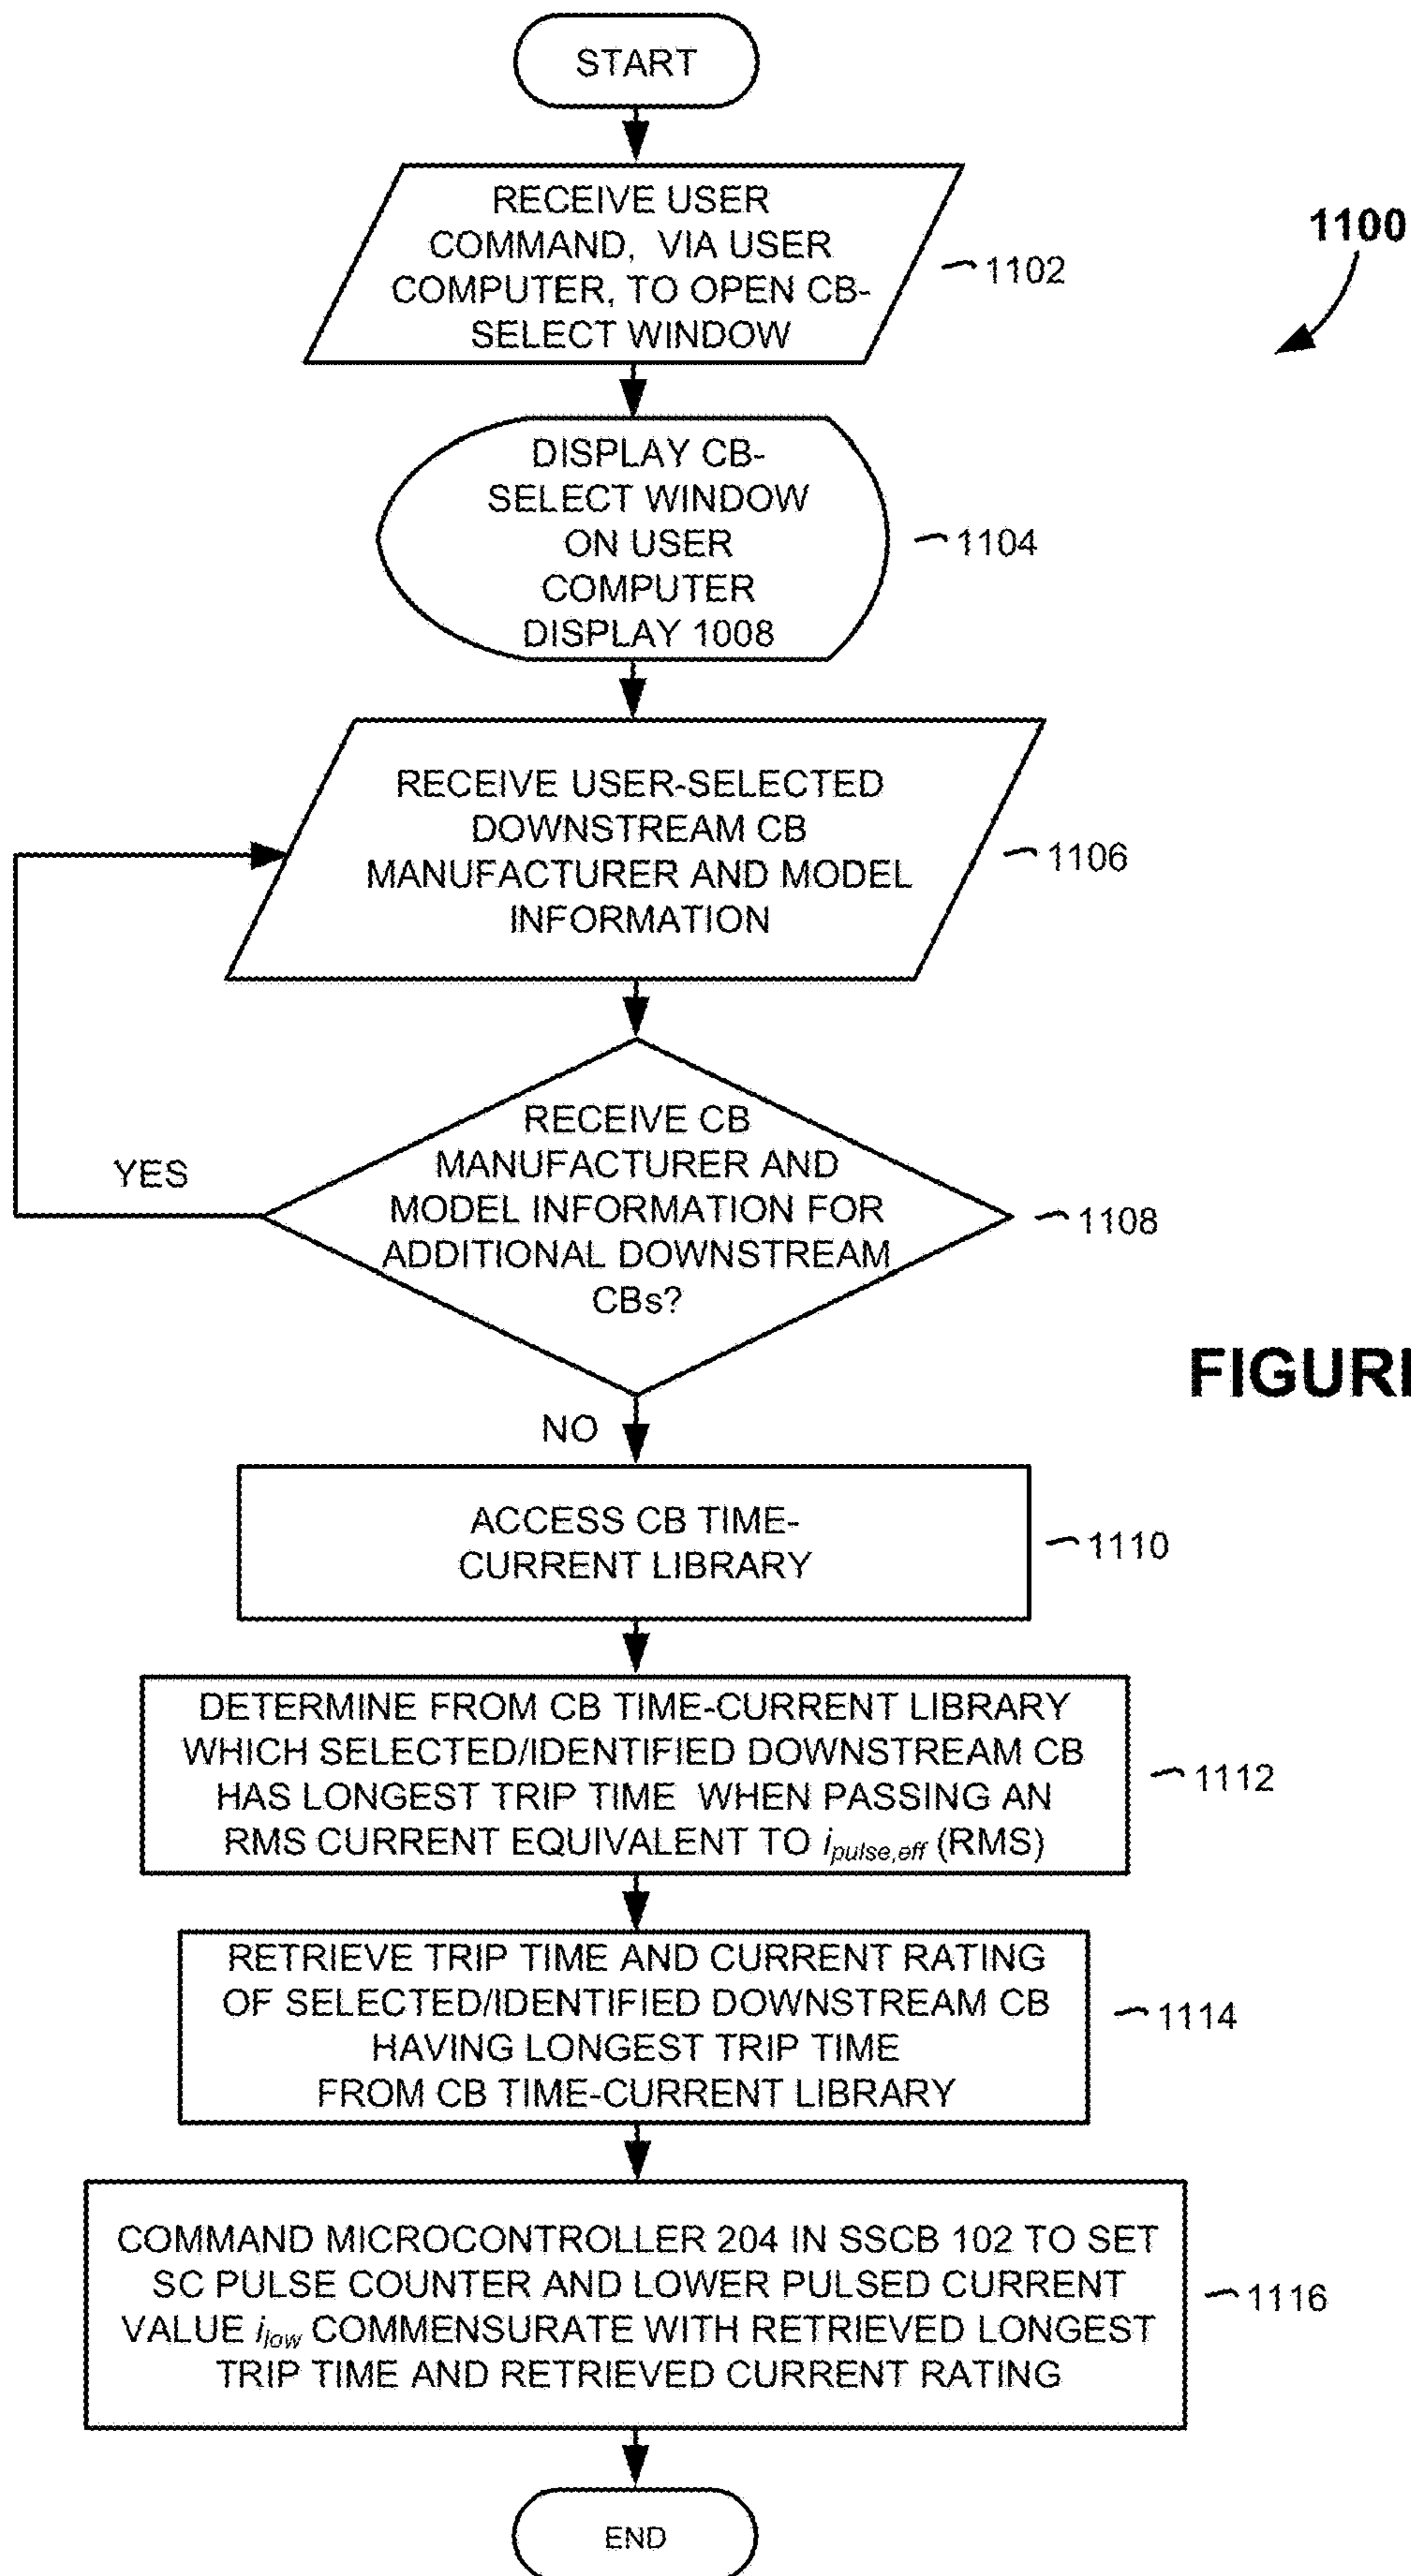 START
RECEIVE USER
COMMAND, VIA USER
COMPUTER, TO OPEN CB-
SELECT WINDOW
1102
1100
DISPLAY CB-
SELECT WINDOW
ON USER
COMPUTER
DISPLAY 1008
1104
RECEIVE USER-SELECTED
DOWNSTREAM CB
MANUFACTURER AND MODEL
INFORMATION
1106
RECEIVE CB
MANUFACTURER AND
MODEL INFORMATION FOR
ADDITIONAL DOWNSTREAM
CBs?
YES
1108
FIGURE
NO
ACCESS CB TIME-
CURRENT LIBRARY
1110
DETERMINE FROM CB TIME-CURRENT LIBRARY
WHICH SELECTED/IDENTIFIED DOWNSTREAM CB
HAS LONGEST TRIP TIME WHEN PASSING AN
RMS CURRENT EQUIVALENT TO i_pulse,eff (RMS)
1112
RETRIEVE TRIP TIME AND CURRENT RATING
OF SELECTED/IDENTIFIED DOWNSTREAM CB
HAVING LONGEST TRIP TIME
FROM CB TIME-CURRENT LIBRARY
1114
COMMAND MICROCONTROLLER 204 IN SSCB 102 TO SET
SC PULSE COUNTER AND LOWER PULSED CURRENT
VALUE i_low COMMENSURATE WITH RETRIEVED LONGEST
TRIP TIME AND RETRIEVED CURRENT RATING
1116
END